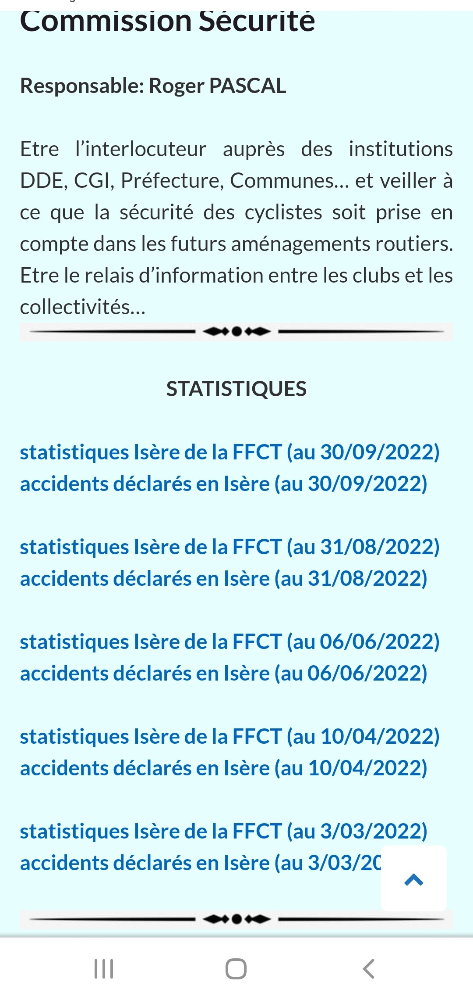 Commission Sécurité
Responsable: Roger PASCAL
Etre l’interlocuteur auprès des institutions
DDE, CGI, Préfecture, Communes… et veiller à
ce que la sécurité des cyclistes soit prise en
compte dans les futurs aménagements routiers.
Etre le relais d’information entre les clubs et les
collectivités…
STATISTIQUES
statistiques Isère de la FFCT (au 30/09/2022)
accidents déclarés en Isère (au 30/09/2022)
statistiques Isère de la FFCT (au 31/08/2022)
accidents déclarés en Isère (au 31/08/2022)
statistiques Isère de la FFCT (au 06/06/2022)
accidents déclarés en Isère (au 06/06/2022)
statistiques Isère de la FFCT (au 10/04/2022)
accidents déclarés en Isère (au 10/04/2022)
statistiques Isère de la FFCT (au 3/03/2022)
accidents déclarés en Isère (au 3/03/20